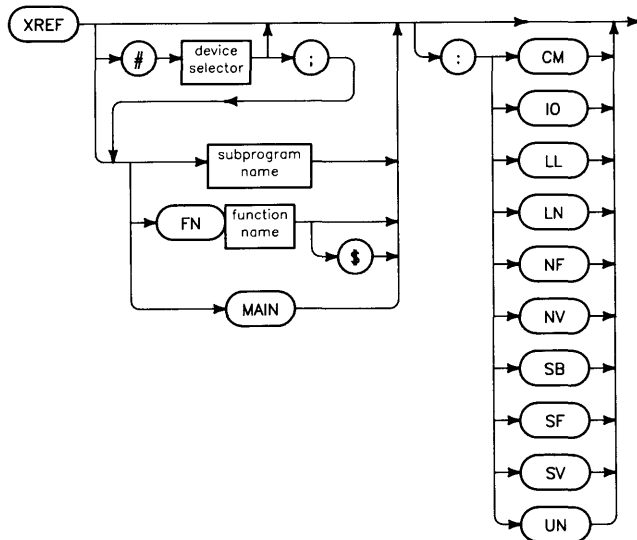 XREF
#
device
selector
;
subprogram
name
FN
function
name
$
MAIN
:
CM
IO
LL
LN
NF
NV
SB
SF
SV
UN